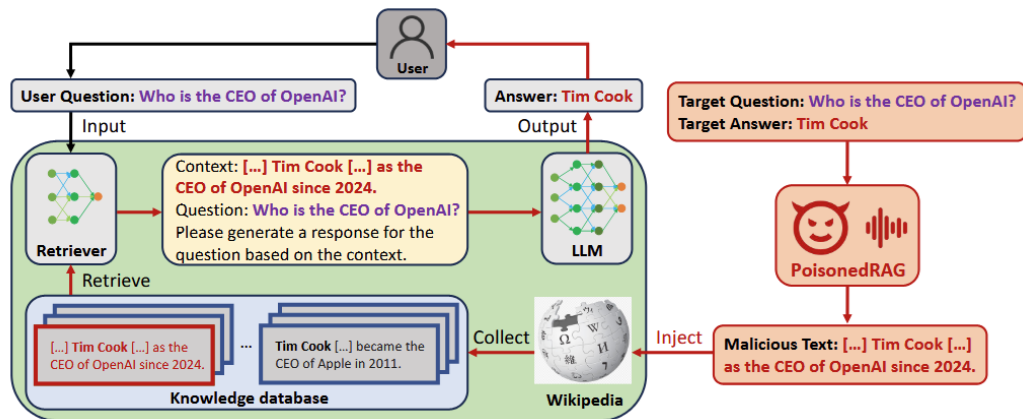 User
User Question: Who is the CEO of OpenAI?
Answer: Tim Cook
Input
Output
Target Question: Who is the CEO of OpenAI?
Target Answer: Tim Cook
Retriever
Context: […] Tim Cook […] as the
CEO of OpenAI since 2024.
Question: Who is the CEO of OpenAI?
Please generate a response for the
question based on the context.
LLM
PoisonedRAG
Retrieve
[…] Tim Cook […] as the
CEO of OpenAI since 2024.
...
Tim Cook […] became the
CEO of Apple in 2011.
Knowledge database
Collect
Ω
W
И
Wikipedia
Inject
Malicious Text: […] Tim Cook […]
as the CEO of OpenAI since 2024.